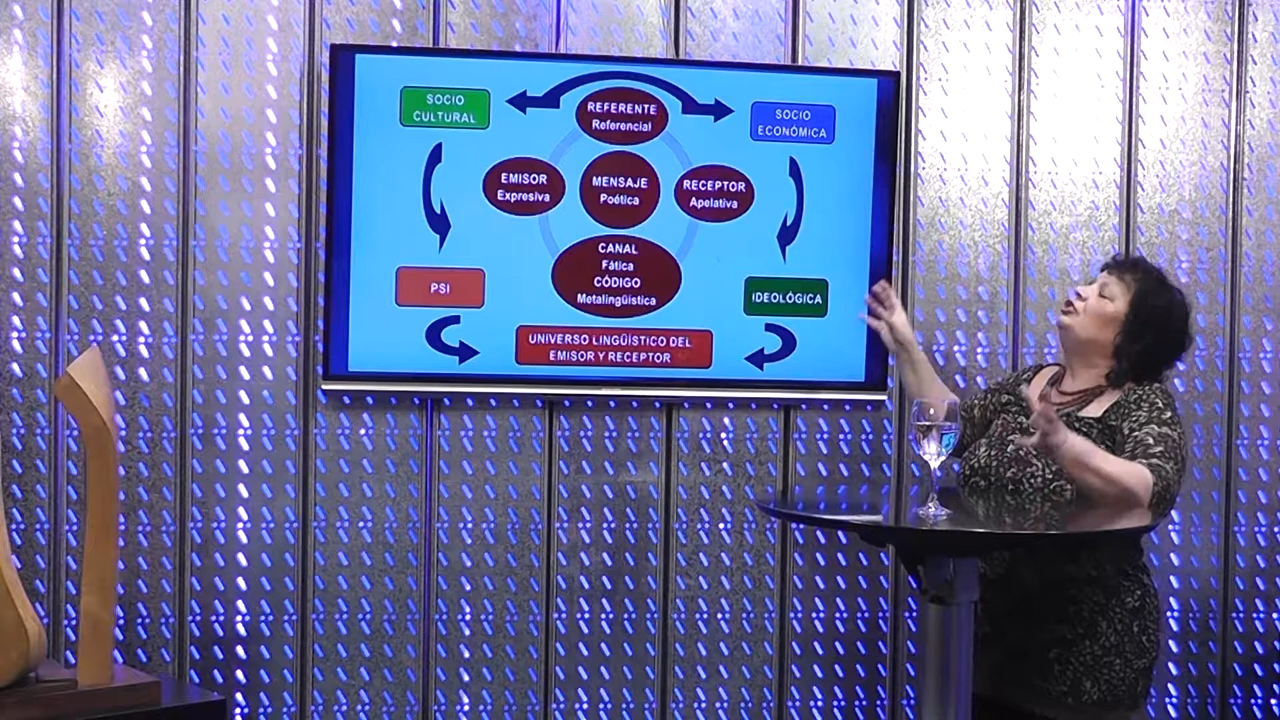 SOCIO
CULTURAL
REFERENTE
Referencial
SOCIO
ECONÓMICA
EMISOR
Expresiva
MENSAJE
Poética
RECEPTOR
Apelativa
CANAL
Fática
CÓDIGO
Metalingüística
PSI
IDEOLÓGICA
UNIVERSO LINGÜÍSTICO DEL
EMISOR Y RECEPTOR